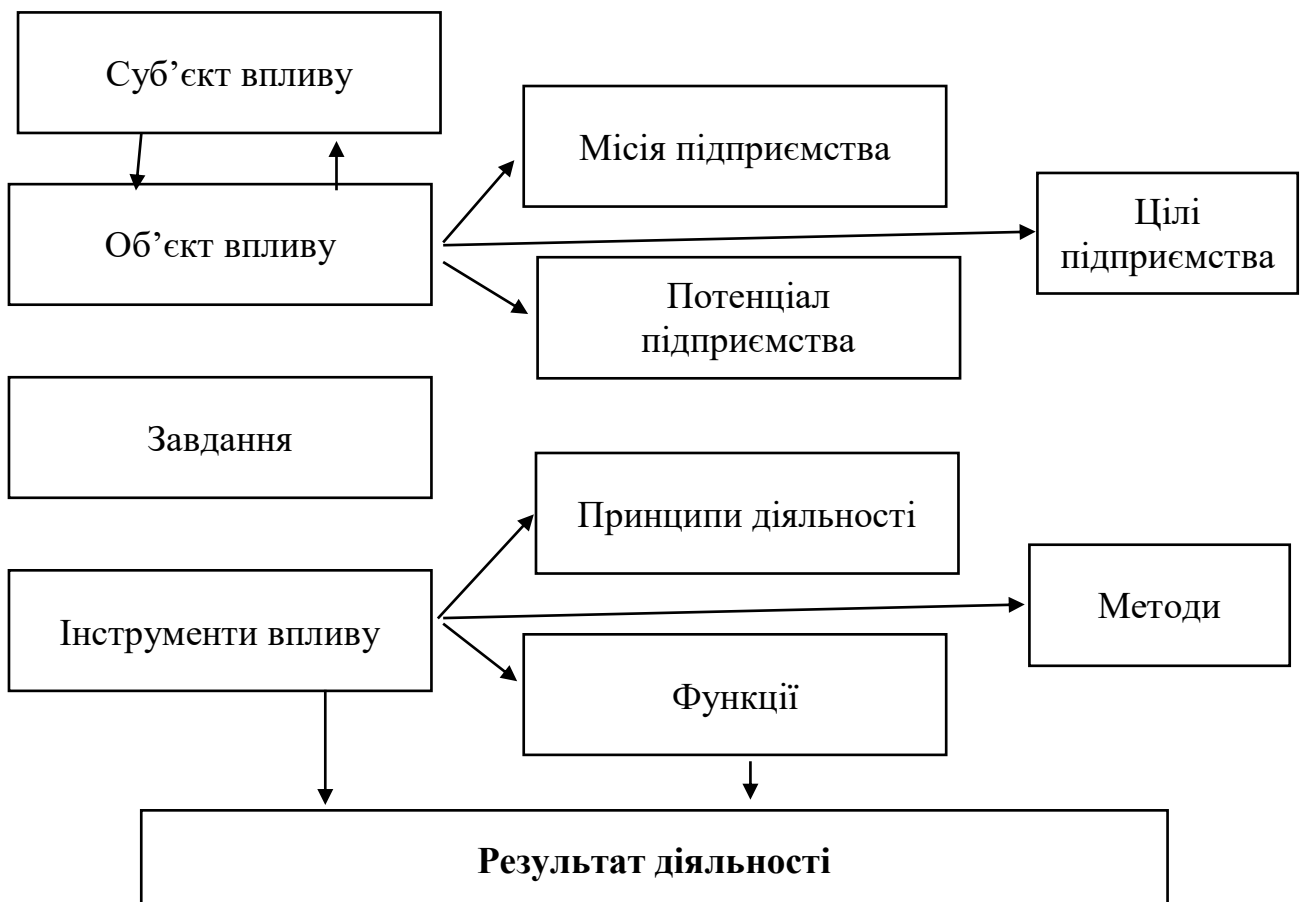 Суб’єкт впливу
Місія підприємства
Об’єкт впливу
Цілі
підприємства
Потенціал
підприємства
Завдання
Принципи діяльності
Інструменти впливу
Методи
Функції
Результат діяльності